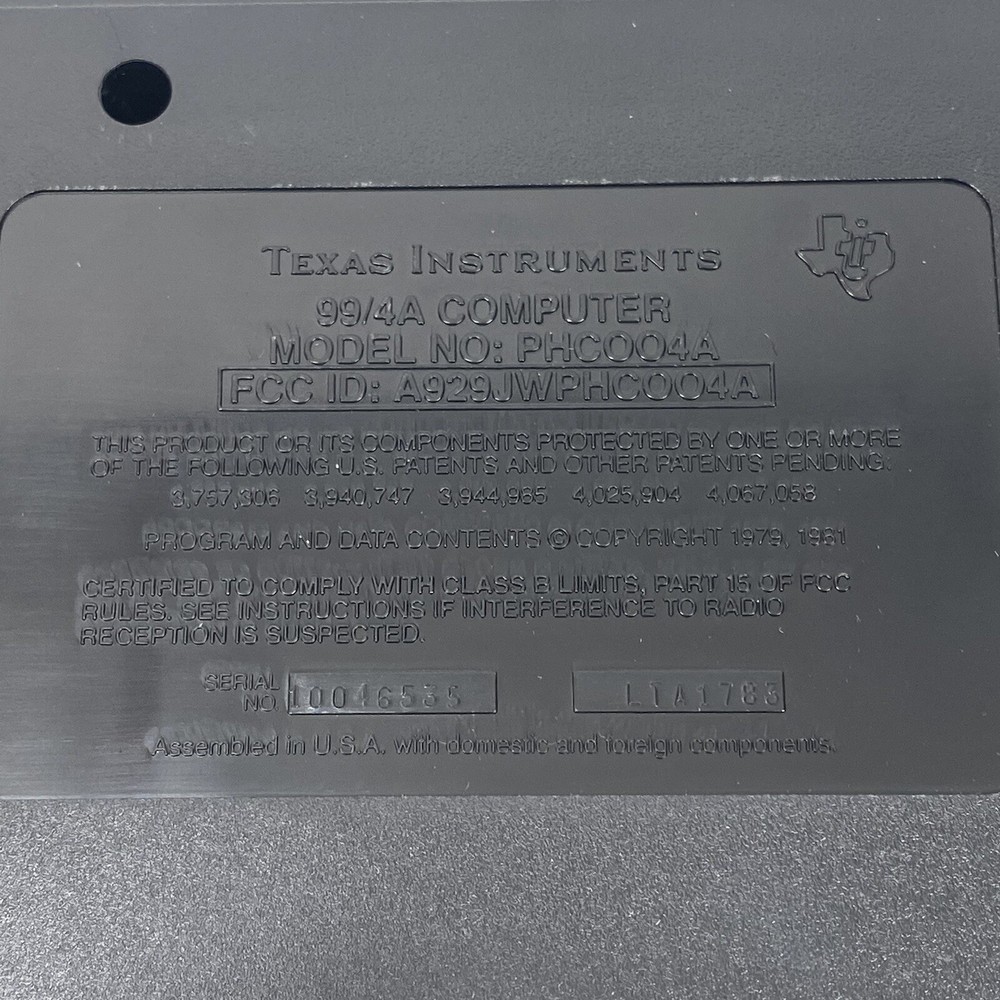 TEXAS INSTRUMENTS
TI
99/4A COMPUTER
MODEL NO: PHC004A
FCC ID: A929JWPHC004A
THIS PRODUCT OR ITS COMPONENTS PROTECTED BY ONE OR MORE
OF THE FOLLOWING U.S. PATENTS AND OTHER PATENTS PENDING:
3,757,306 3,940,747 3,944,985 4,025,904 4,067,058
PROGRAM AND DATA CONTENTS © COPYRIGHT 1979, 1981
CERTIFIED TO COMPLY WITH CLASS B LIMITS, PART 15 OF FCC
RULES. SEE INSTRUCTIONS IF INTERFERENCE TO RADIO
RECEPTION IS SUSPECTED.
SERIAL
NO.
LTA1783
Assembled in U.S.A. with domestic and foreign components.